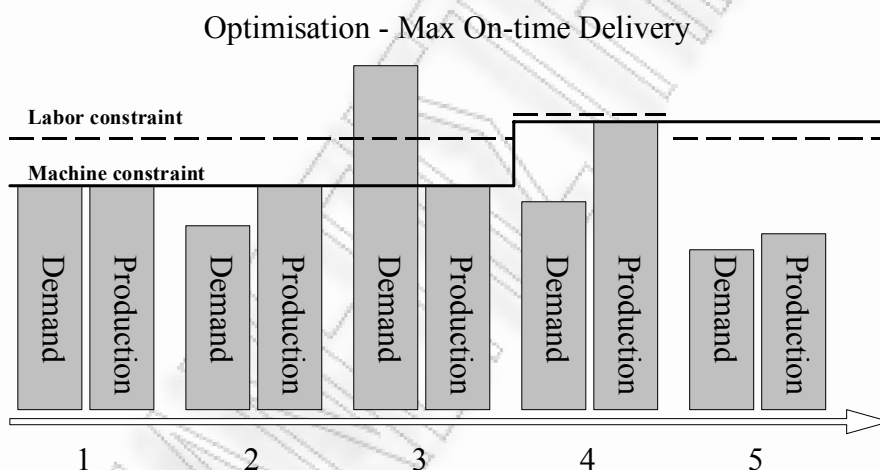 Optimisation - Max On-time Delivery
Labor constraint
Machine constraint
Demand
Production
Demand
Production
Demand
Production
Demand
Production
Demand
Production
1
2
3
4
5